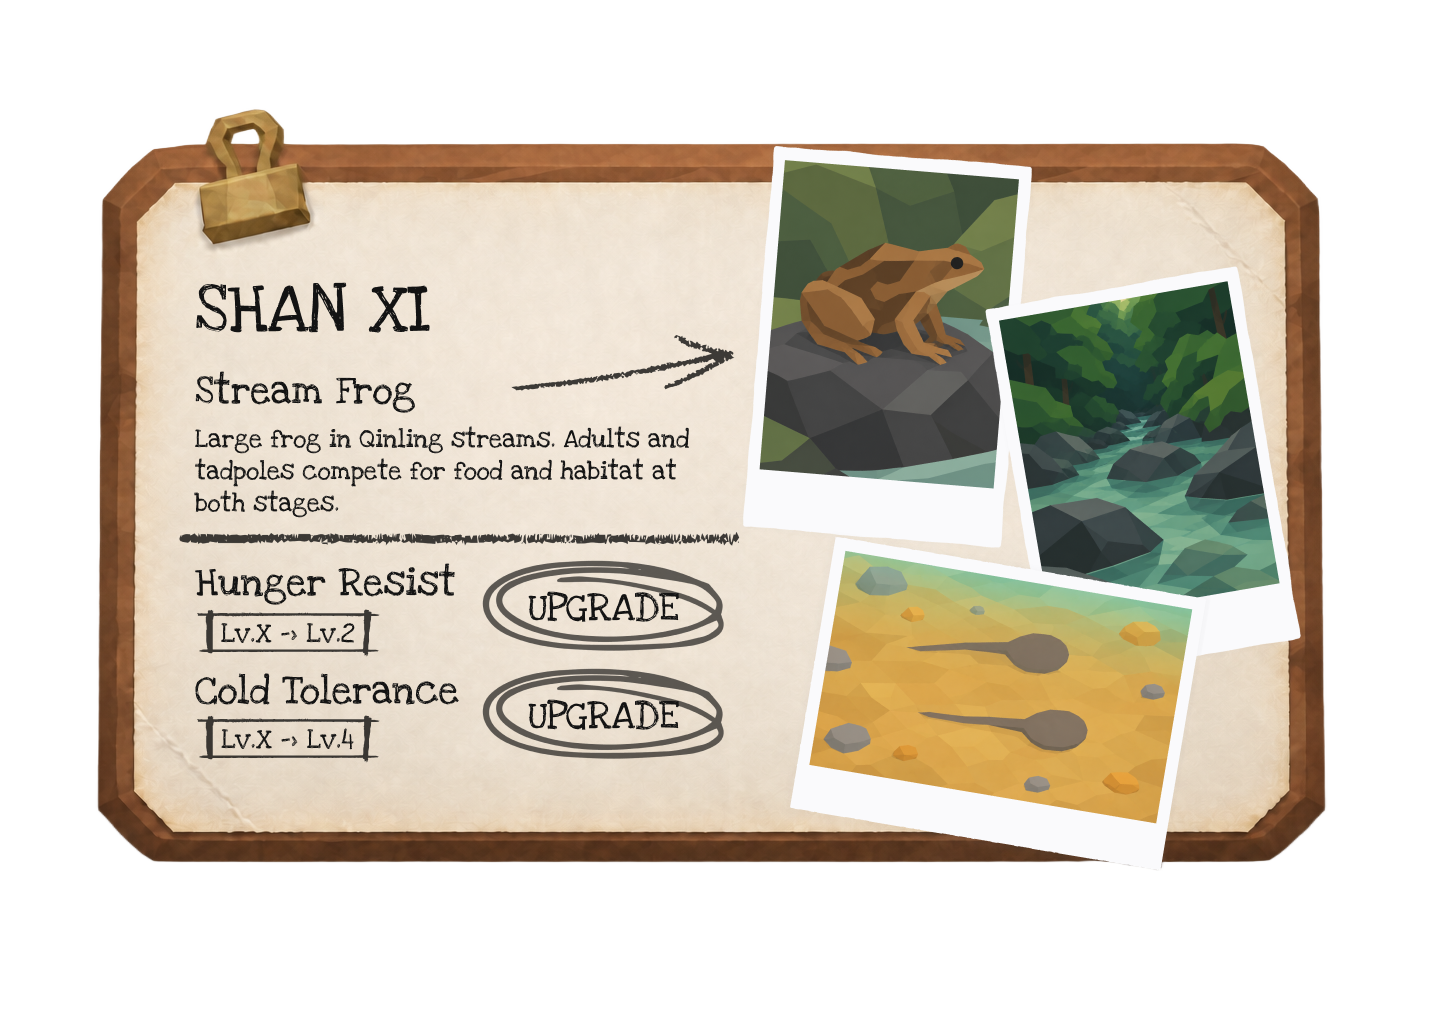 SHAN XI
Stream Frog
Large frog in Qinling streams. Adults and
tadpoles compete for food and habitat at
both stages.
Hunger Resist
UPGRADE
Lv.X -> Lv.2
Cold Tolerance
UPGRADE
Lv.X -> Lv.4